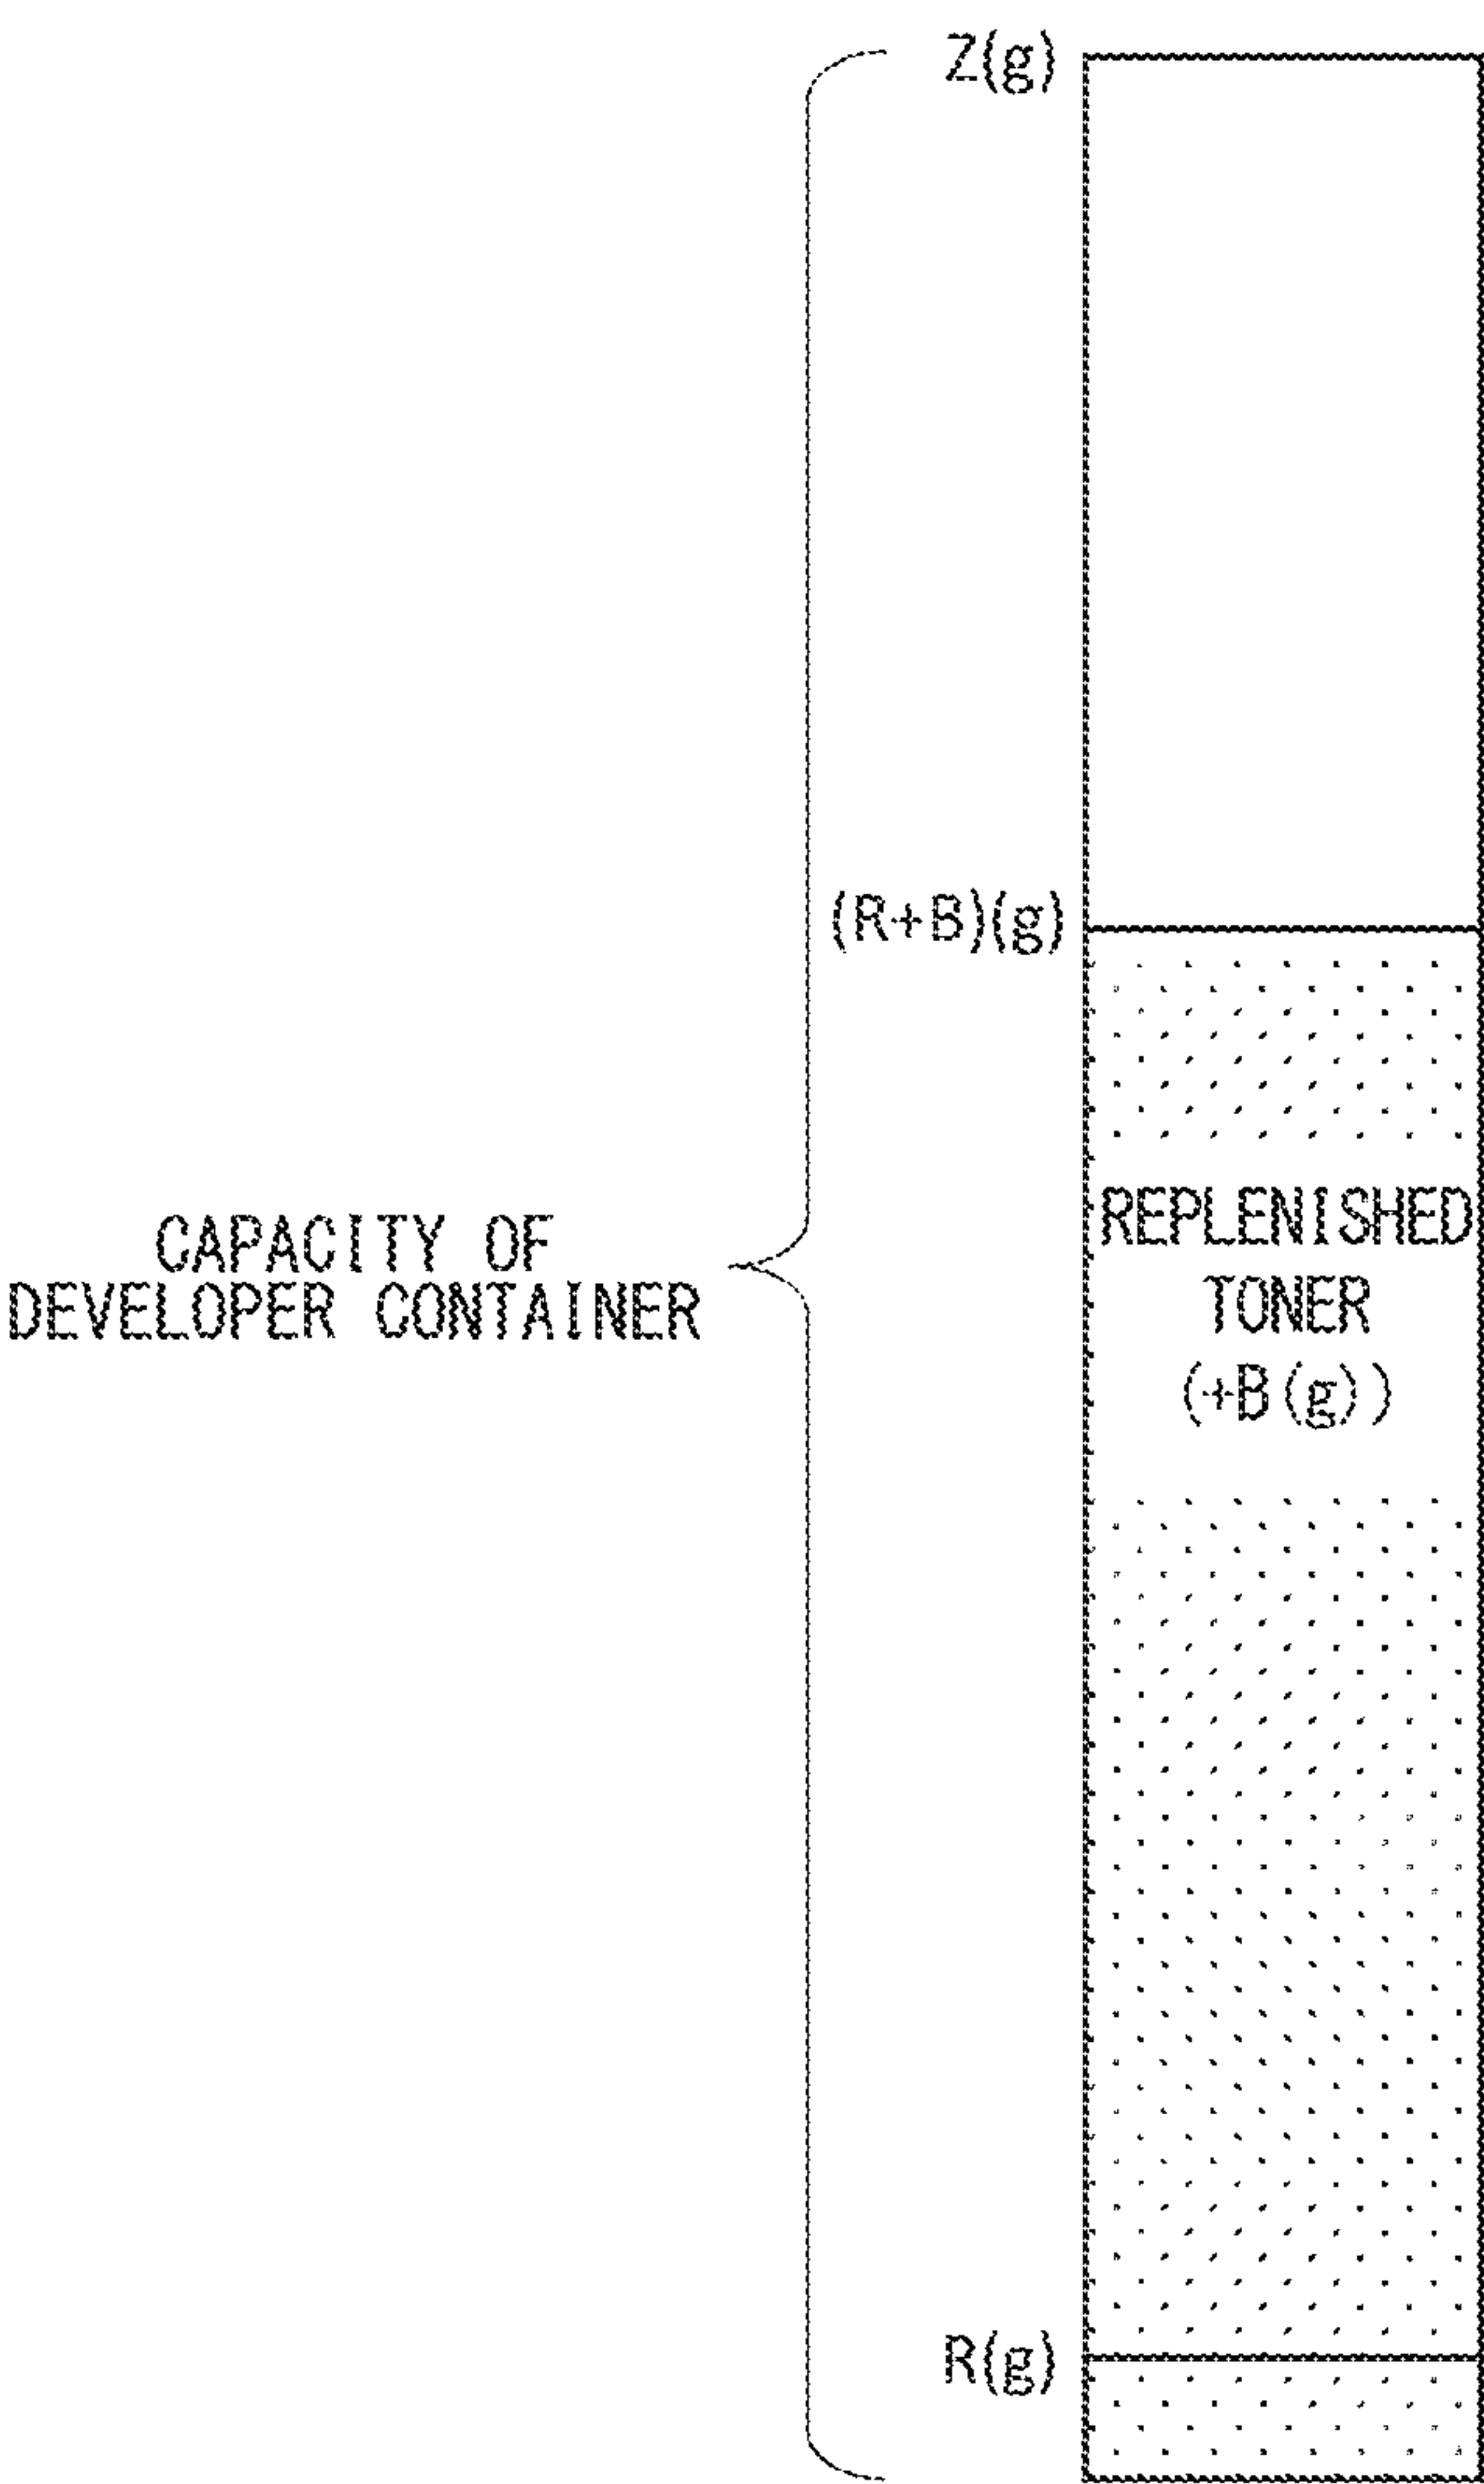 Z(g)
(R+B)(g)
CAPACITY OF
DEVELOPER CONTAINER
REPLENISHED
TONER
(+B(g))
R(g)